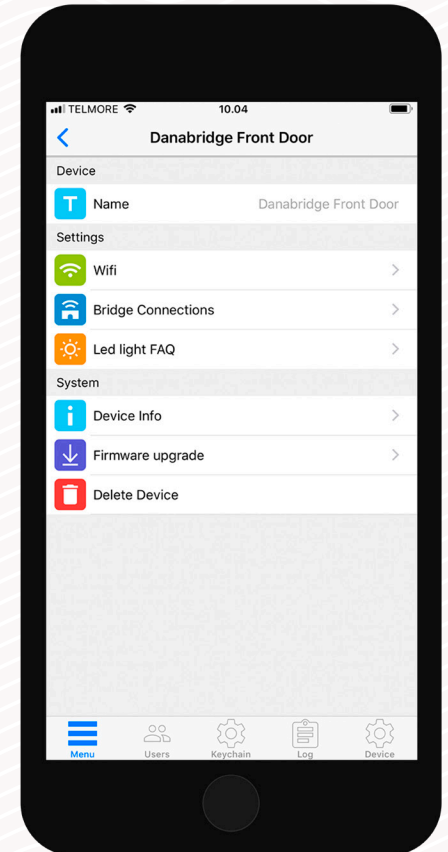 TELMORE 10.04
Danabridge Front Door
Device
T Name Danabridge Front Door
Settings
Wifi
Bridge Connections
Led light FAQ
System
i Device Info
Firmware upgrade
Delete Device
Menu Users Keychain Log Device